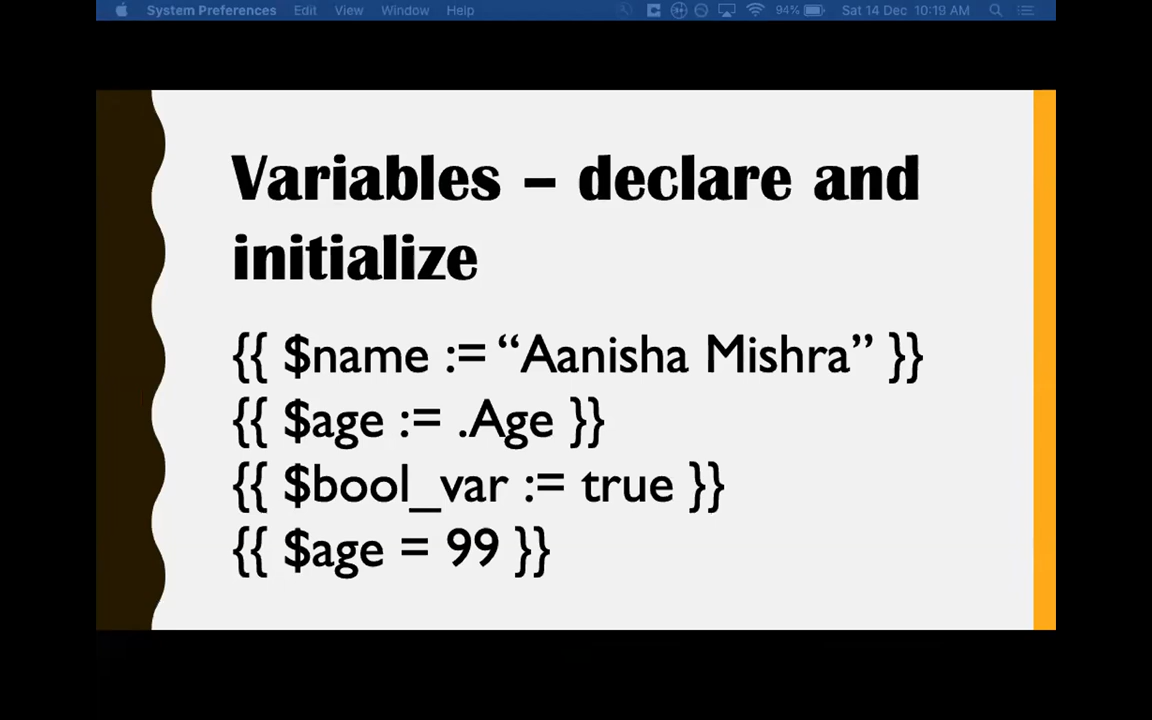 System Preferences Edit View Window Help 94% Sat 14 Dec 10:19 AM
Variables – declare and
initialize
{{ $name := “Aanisha Mishra” }}
{{ $age := .Age }}
{{ $bool_var := true }}
{{ $age = 99 }}